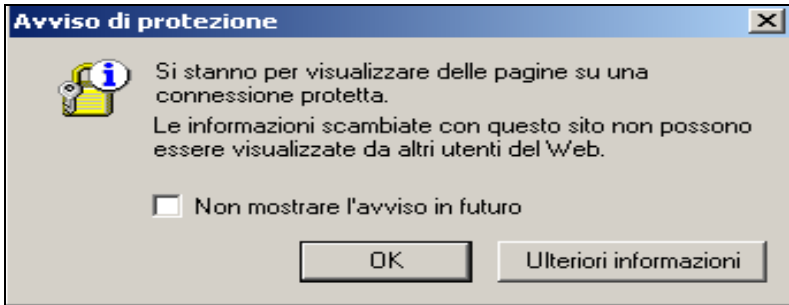 Avviso di protezione
Si stanno per visualizzare delle pagine su una
connessione protetta.
Le informazioni scambiate con questo sito non possono
essere visualizzate da altri utenti del Web.
Non mostrare l'avviso in futuro
OK Ulteriori informazioni